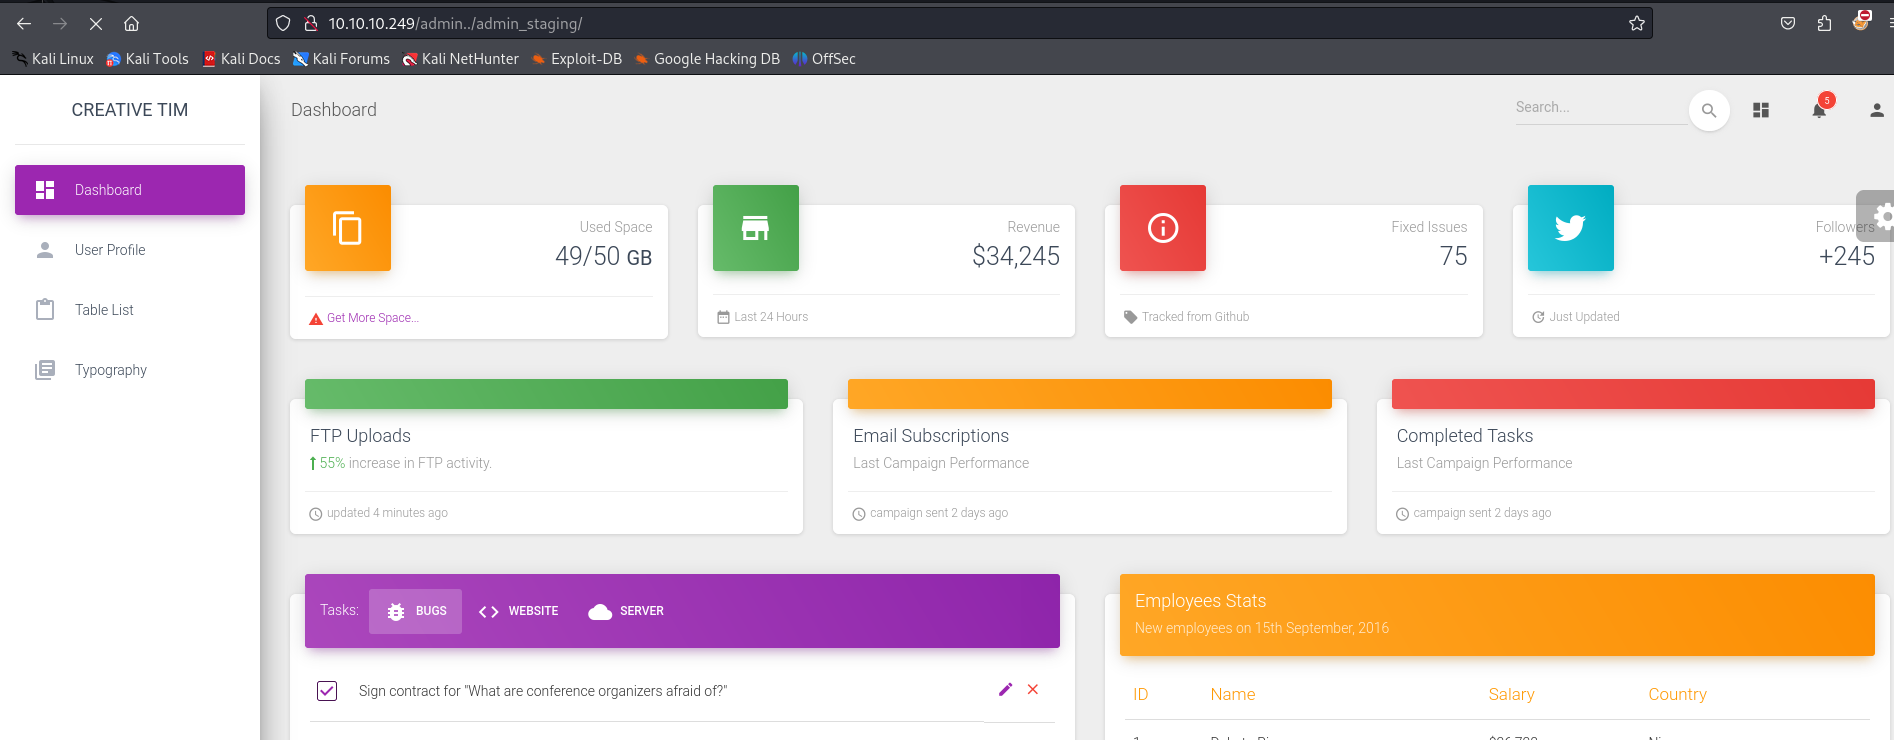 10.10.10.249/admin../admin_staging/
Kali Linux Kali Tools Kali Docs Kali Forums Kali NetHunter Exploit-DB Google Hacking DB OffSec
CREATIVE TIM
Dashboard
User Profile
Table List
Typography
Dashboard
Search...
5
Used Space
49/50 GB
Get More Space...
Revenue
$34,245
Last 24 Hours
Fixed Issues
75
Tracked from Github
Followers
+245
Just Updated
FTP Uploads
55% increase in FTP activity.
updated 4 minutes ago
Email Subscriptions
Last Campaign Performance
campaign sent 2 days ago
Completed Tasks
Last Campaign Performance
campaign sent 2 days ago
Tasks: BUGS WEBSITE SERVER
Sign contract for "What are conference organizers afraid of?"
Employees Stats
New employees on 15th September, 2016
ID Name Salary Country